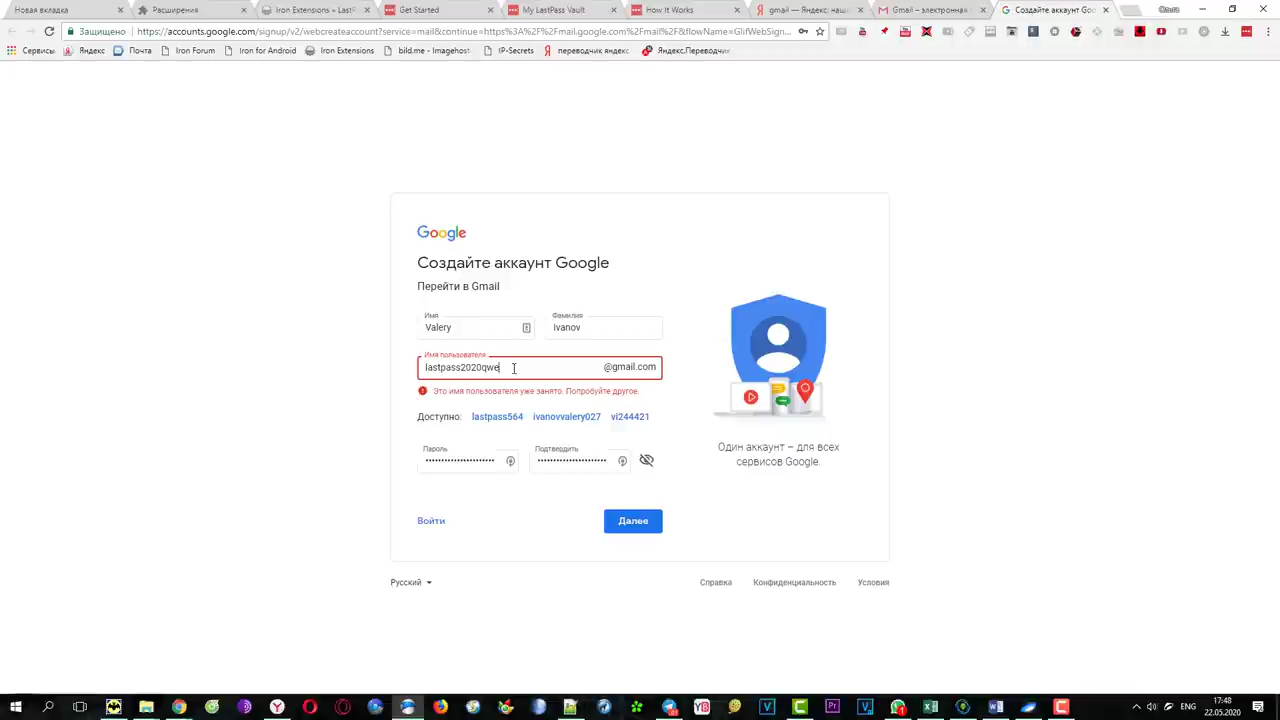 Новая вкладка
Расширения
Iron Extensions – LastP
Get Started
My LastPass Vault
How It Works
gmail — Яндекс: наш
Gmail – электронная
Создайте аккаунт Goo
Защищено
https://accounts.google.com/signup/v2/webcreateaccount?service=mail&continue=https%3A%2F%2Fmail.google.com%2Fmail%2F&flowName=GlifWebSign...
Сервисы
Яндекс
Почта
Iron Forum
Iron for Android
Iron Extensions
bild.me - Imagehost
IP-Secrets
переводчик яндекс
Яндекс.Переводчик
Google
Создайте аккаунт Google
Перейти в Gmail
Имя
Фамилия
Valery
Ivanov
Имя пользователя
lastpass2020qwe
@gmail.com
Это имя пользователя уже занято. Попробуйте другое.
Доступно: lastpass564 ivanovvalery027 vi244421
Пароль
Подтвердить
Войти
Далее
Один аккаунт – для всех
сервисов Google.
Русский
Справка
Конфиденциальность
Условия
17:48
22.05.2020